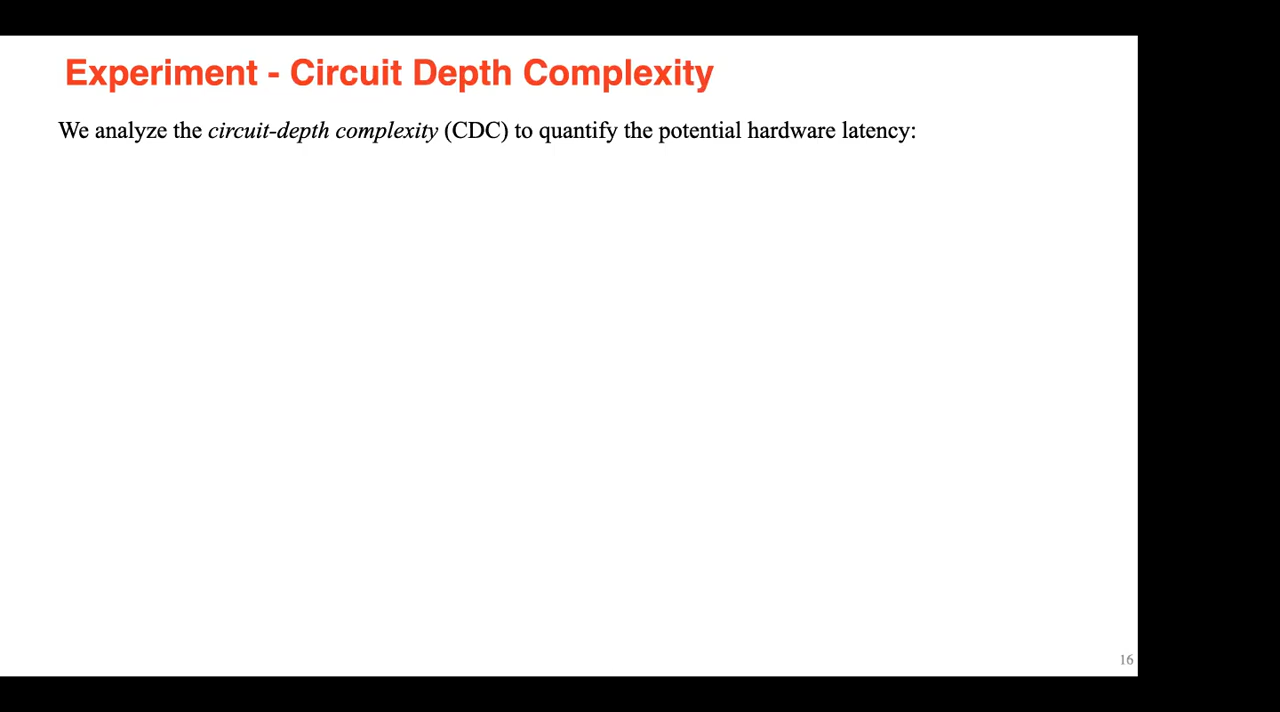 Experiment - Circuit Depth Complexity
We analyze the circuit-depth complexity (CDC) to quantify the potential hardware latency:
16